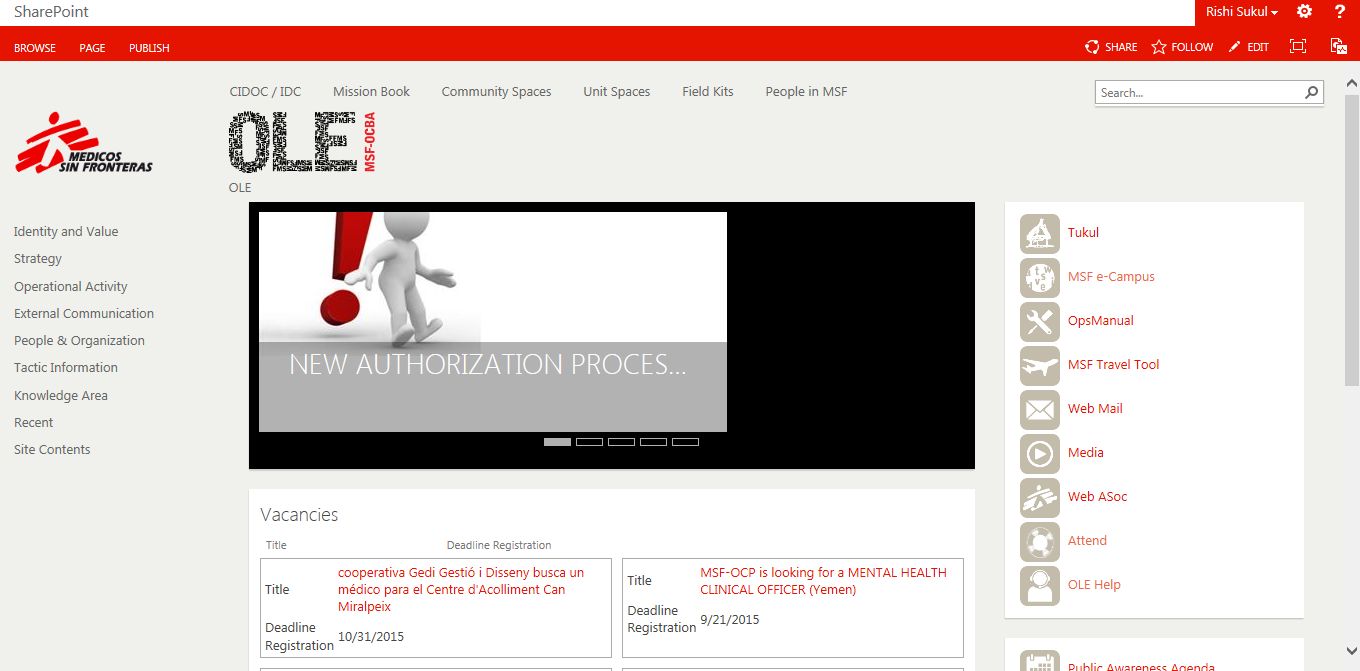 SharePoint
Rishi Sukul
?
BROWSE PAGE PUBLISH
SHARE FOLLOW EDIT
CIDOC / IDC Mission Book Community Spaces Unit Spaces Field Kits People in MSF
Search...
MEDICOS
SIN FRONTERAS
OLE MSF-OCBA
OLE
Identity and Value
Strategy
Operational Activity
External Communication
People & Organization
Tactic Information
Knowledge Area
Recent
Site Contents
NEW AUTHORIZATION PROCES...
Tukul
MSF e-Campus
OpsManual
MSF Travel Tool
Web Mail
Media
Web ASoc
Attend
OLE Help
Public Awareness Agenda
Vacancies
Title Deadline Registration
Title
cooperativa Gedi Gestió i Disseny busca un
médico para el Centre d'Acolliment Can
Miralpeix
Deadline
Registration 10/31/2015
Title
MSF-OCP is looking for a MENTAL HEALTH
CLINICAL OFFICER (Yemen)
Deadline
Registration 9/21/2015